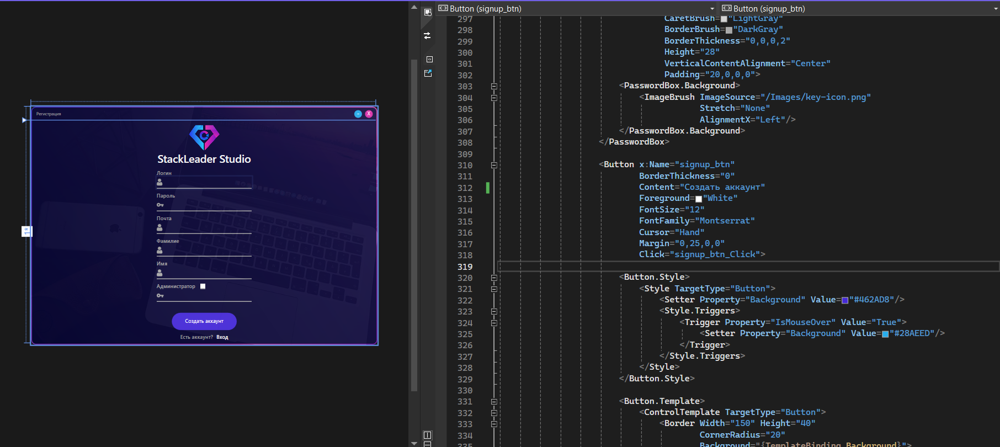 Button (signup_btn)
Button (signup_btn)
Регистрация
–
X
C
StackLeader Studio
Логин
Пароль
Почта
Фамилие
Имя
Администратор
Создать аккаунт
Есть аккаунт? Вход
1*
297 CaretBrush="LightGray"
298 BorderBrush="DarkGray"
299 BorderThickness="0,0,0,2"
300 Height="28"
301 VerticalContentAlignment="Center"
302 Padding="20,0,0,0">
303 <PasswordBox.Background>
304 <ImageBrush ImageSource="/Images/key-icon.png"
305 Stretch="None"
306 AlignmentX="Left"/>
307 </PasswordBox.Background>
308 </PasswordBox>
309
310 <Button x:Name="signup_btn"
311 BorderThickness="0"
312 Content="Создать аккаунт"
313 Foreground="White"
314 FontSize="12"
315 FontFamily="Montserrat"
316 Cursor="Hand"
317 Margin="0,25,0,0"
318 Click="signup_btn_Click">
319
320 <Button.Style>
321 <Style TargetType="Button">
322 <Setter Property="Background" Value="#462AD8"/>
323 <Style.Triggers>
324 <Trigger Property="IsMouseOver" Value="True">
325 <Setter Property="Background" Value="#28AEED"/>
326 </Trigger>
327 </Style.Triggers>
328 </Style>
329 </Button.Style>
330
331 <Button.Template>
332 <ControlTemplate TargetType="Button">
333 <Border Width="150" Height="40"
334 CornerRadius="20"
335 Background="{TemplateBinding Background}">